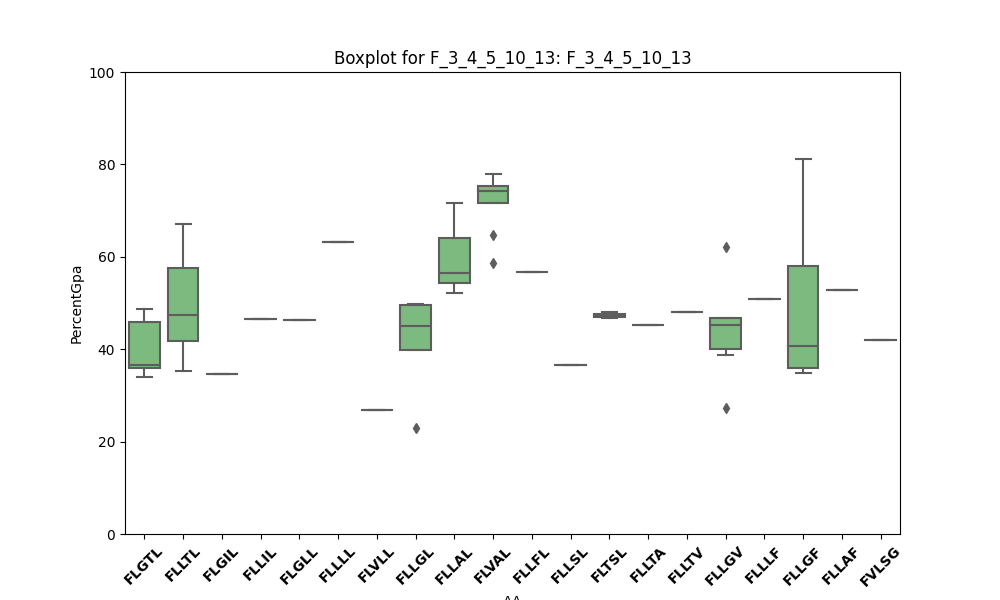 Boxplot for F_3_4_5_10_13: F_3_4_5_10_13
100
80
60
40
20
0
PercentGpa
FLGTL FLLTL FLGIL FLLIL FLGLL FLLLL FLVLL FLLGL FLLAL FLVAL FLLFL FLLSL FLTSL FLLTA FLLTV FLLGV FLLLF FLLGF FLLAF FVLSG
AA